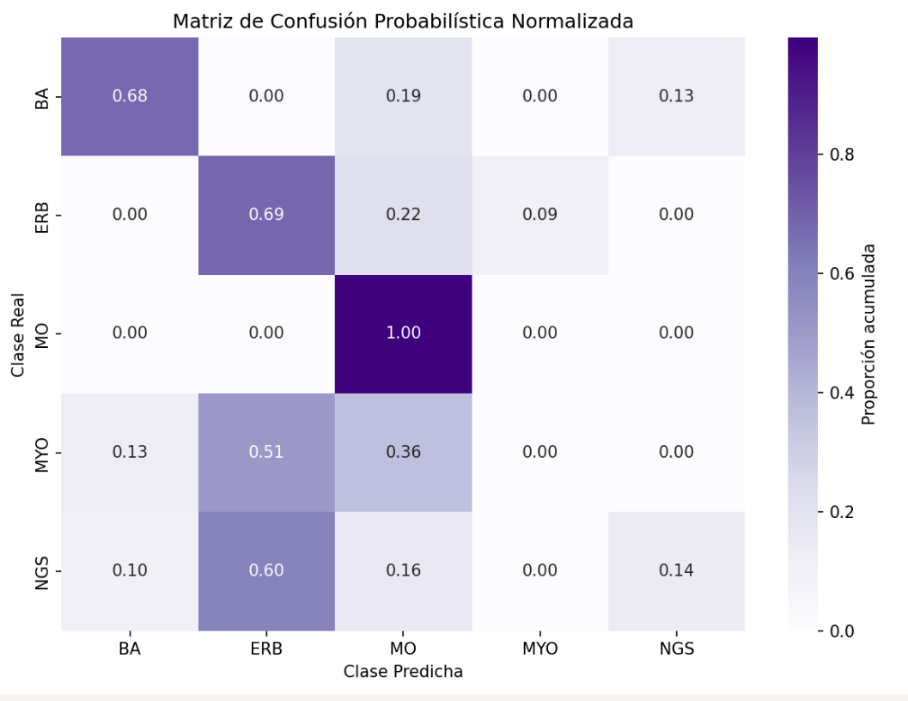 Matriz de Confusión Probabilística Normalizada
BA 0.68 0.00 0.19 0.00 0.13
ERB 0.00 0.69 0.22 0.09 0.00
MO 0.00 0.00 1.00 0.00 0.00
MYO 0.13 0.51 0.36 0.00 0.00
NGS 0.10 0.60 0.16 0.00 0.14
BA ERB MO MYO NGS
Clase Predicha
Clase Real
0.8
0.6
0.4
0.2
0.0
Proporción acumulada